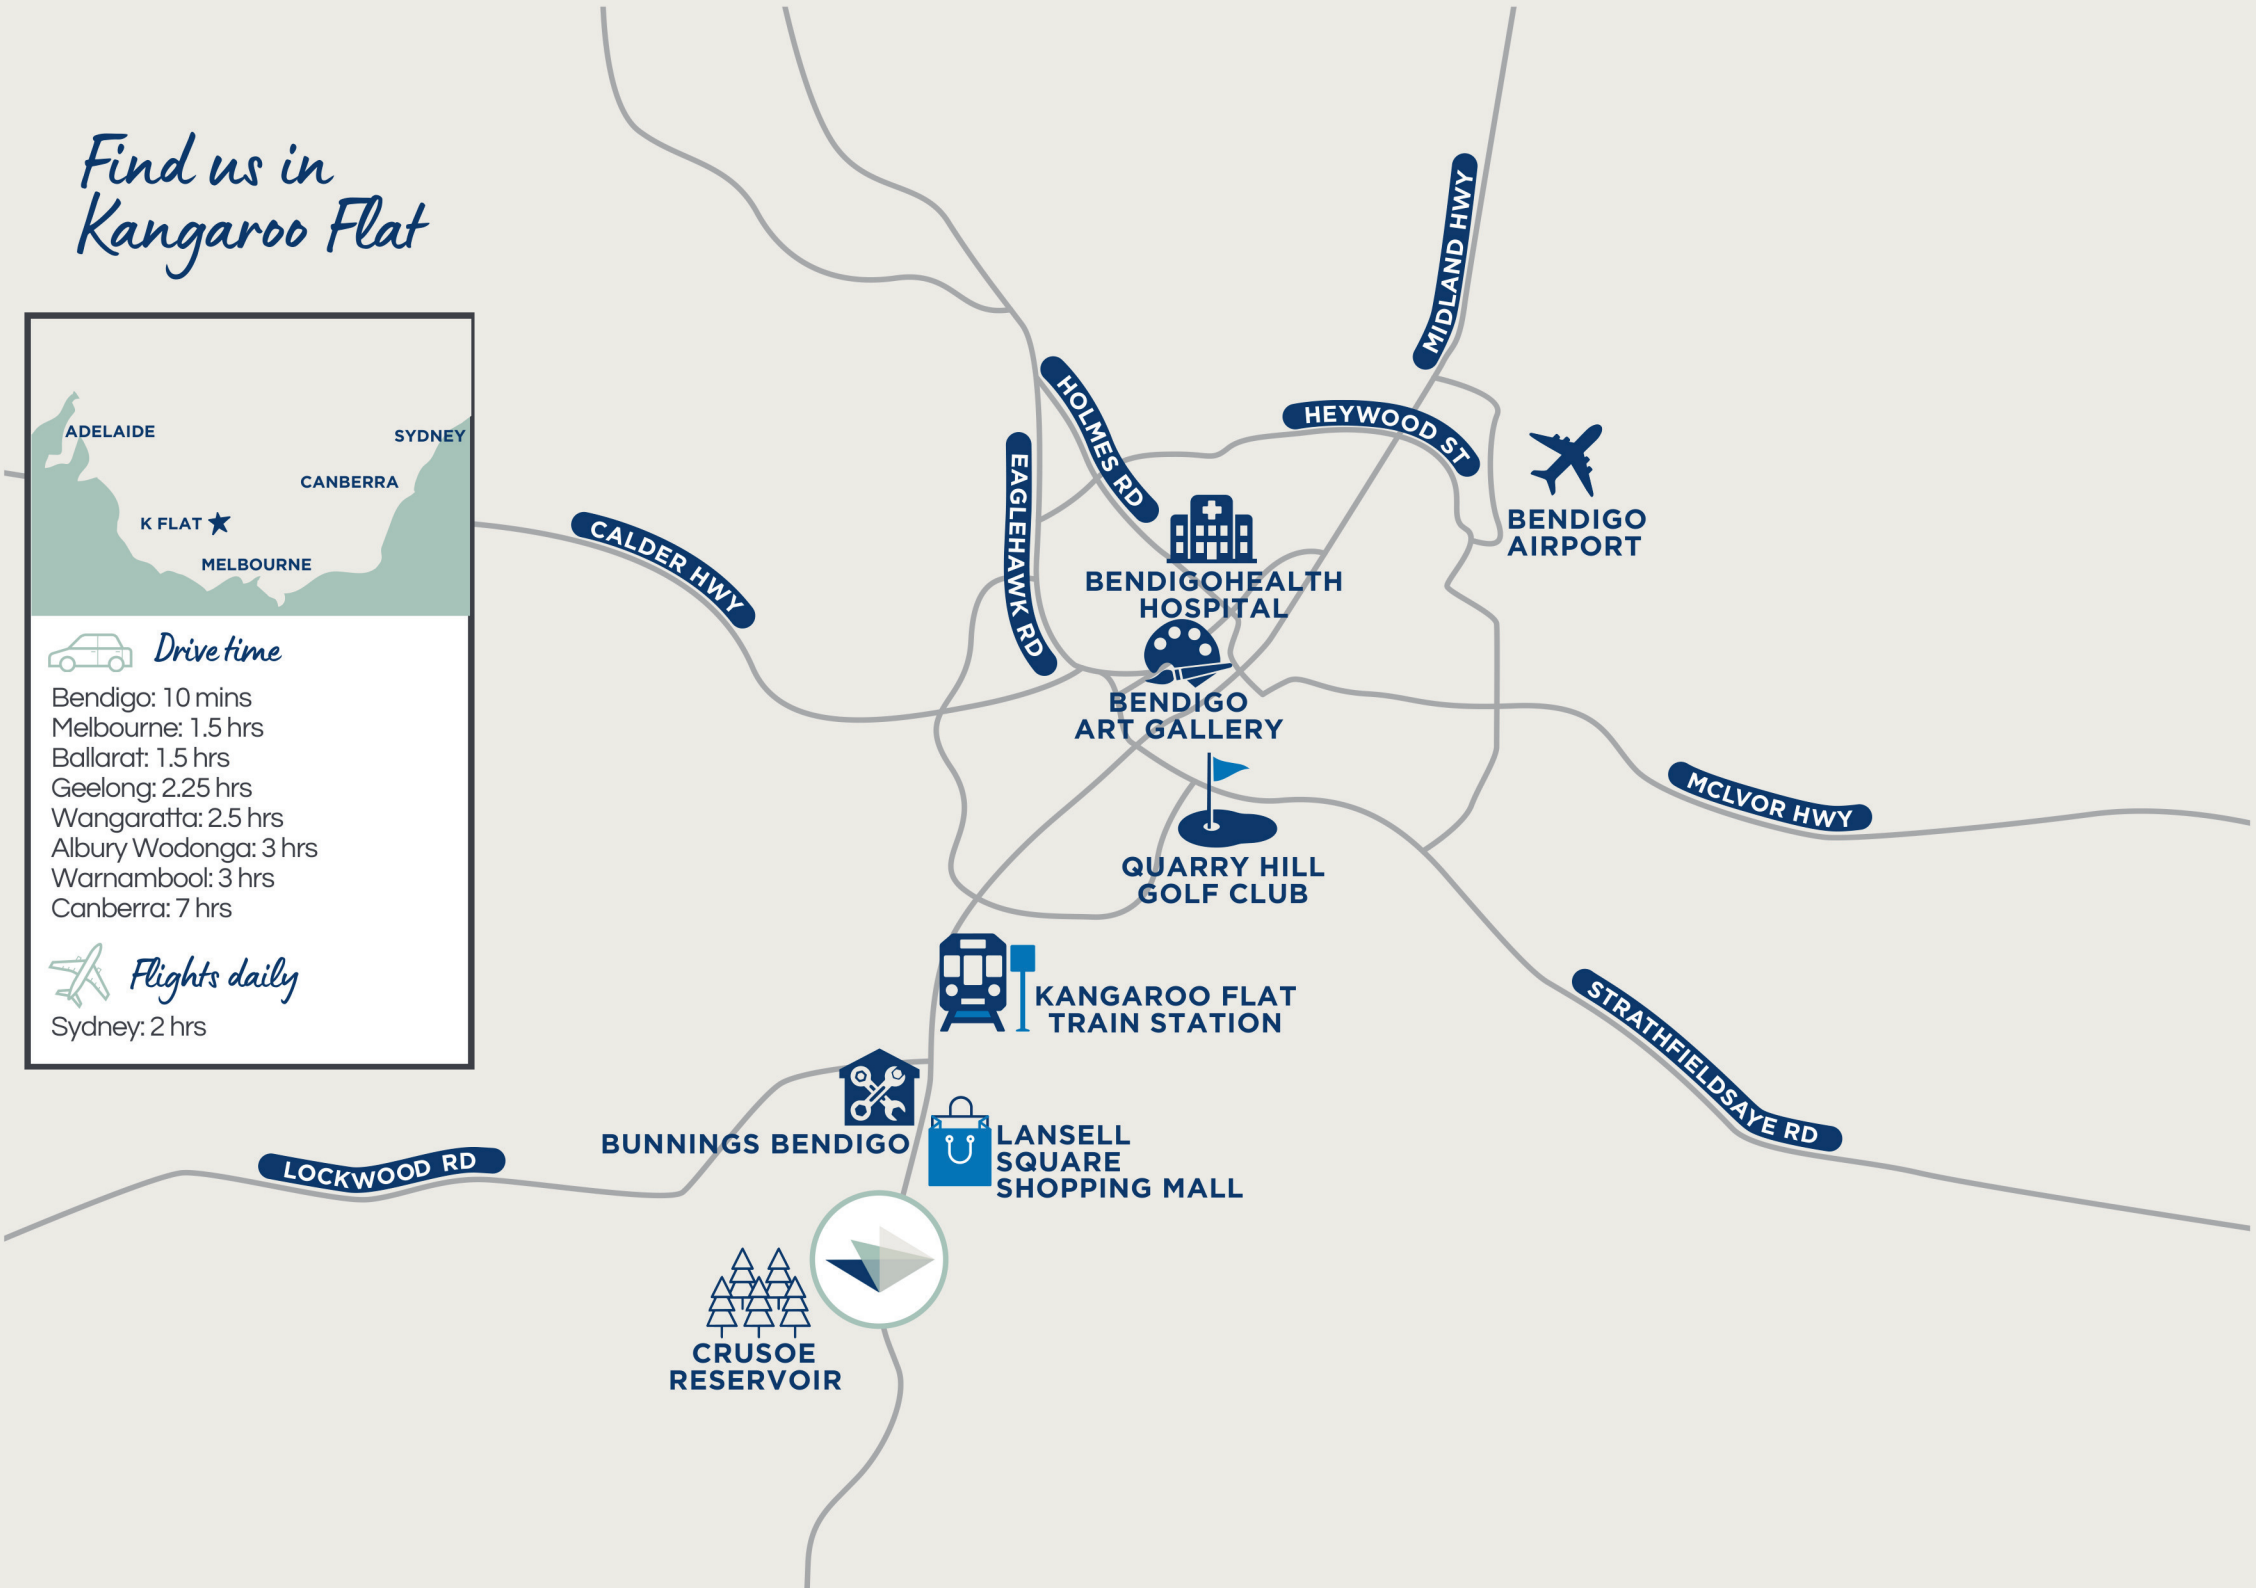 Find us in
Kangaroo Flat
ADELAIDE
SYDNEY
CANBERRA
K FLAT
MELBOURNE
Drive time
Bendigo: 10 mins
Melbourne: 1.5 hrs
Ballarat: 1.5 hrs
Geelong: 2.25 hrs
Wangaratta: 2.5 hrs
Albury Wodonga: 3 hrs
Warnambool: 3 hrs
Canberra: 7 hrs
Flights daily
Sydney: 2 hrs
MIDLAND HWY
HOLMES RD
HEYWOOD ST
EAGLEHAWK RD
CALDER HWY
BENDIGO
AIRPORT
BENDIGOHEALTH
HOSPITAL
BENDIGO
ART GALLERY
MCLVOR HWY
QUARRY HILL
GOLF CLUB
KANGAROO FLAT
TRAIN STATION
STRATHFIELDSAYE RD
BUNNINGS BENDIGO
LANSELL
SQUARE
SHOPPING MALL
LOCKWOOD RD
CRUSOE
RESERVOIR